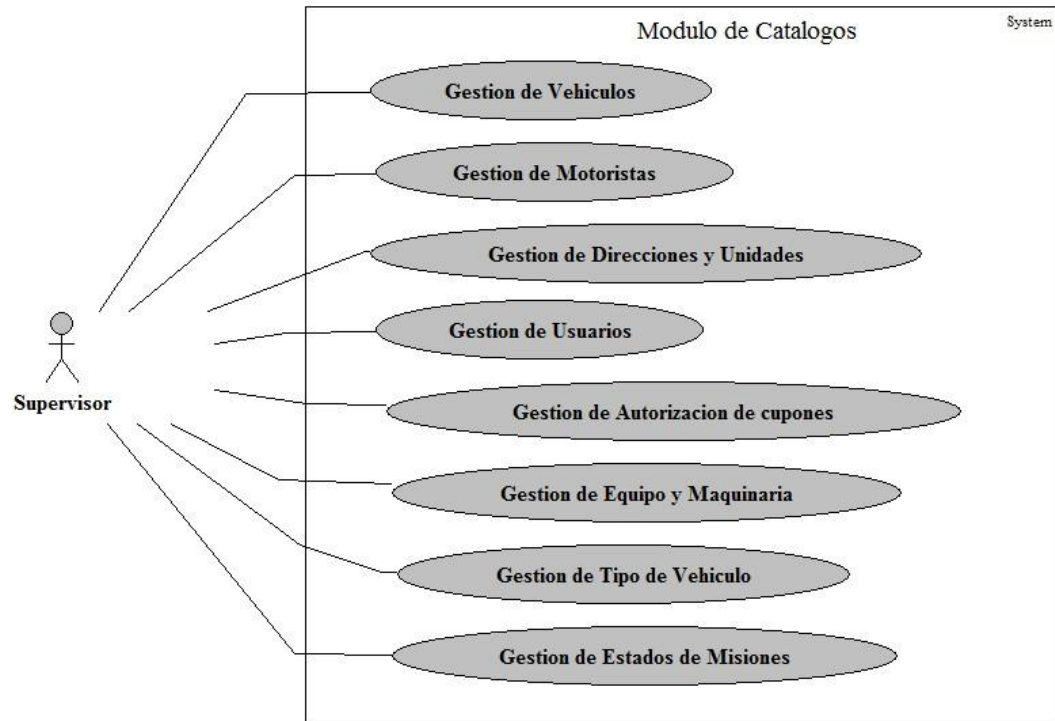 System
Modulo de Catalogos
Gestion de Vehiculos
Gestion de Motoristas
Gestion de Direcciones y Unidades
Gestion de Usuarios
Supervisor
Gestion de Autorizacion de cupones
Gestion de Equipo y Maquinaria
Gestion de Tipo de Vehiculo
Gestion de Estados de Misiones